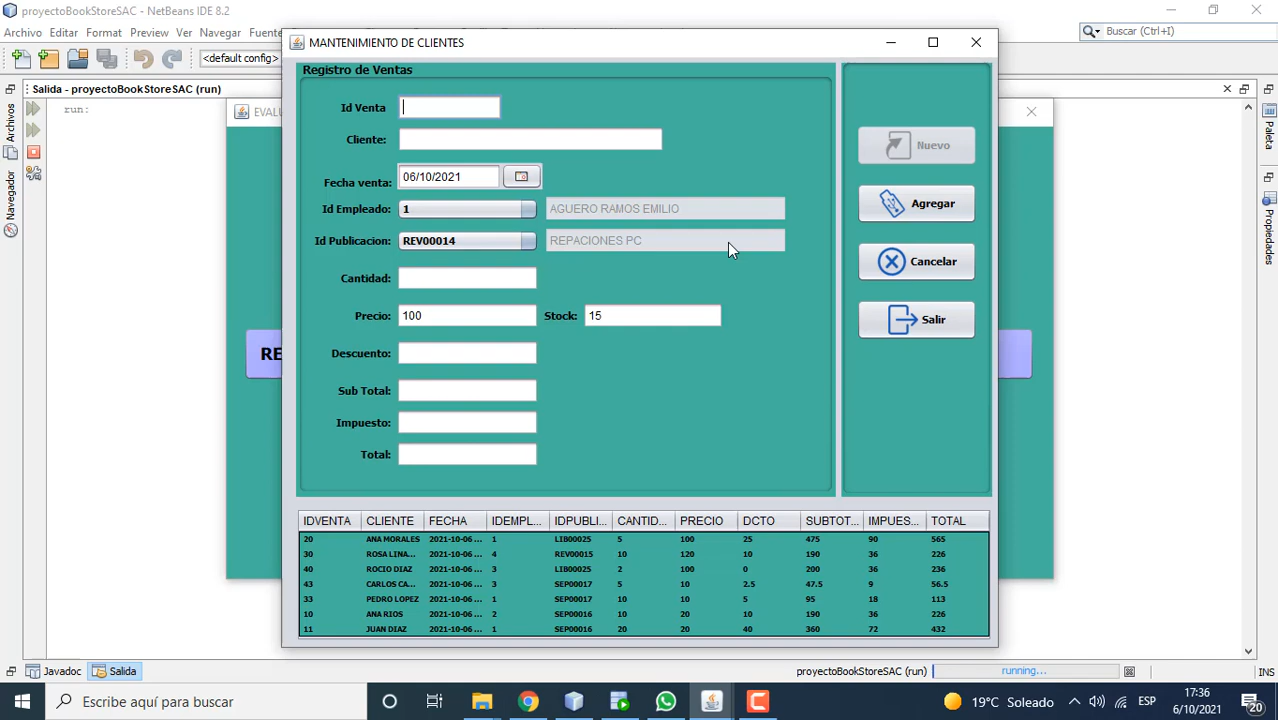 proyectoBookStoreSAC - NetBeans IDE 8.2
Archivo Editar Format Preview Ver Navegar Fuente
Buscar (Ctrl+I)
<default config>
Salida - proyectoBookStoreSAC (run)
run:
Archivos
Navegador
Paleta
Propiedades
EVALU
RE
MANTENIMIENTO DE CLIENTES
Registro de Ventas
Id Venta
Cliente:
Fecha venta: 06/10/2021
Id Empleado: 1 AGUERO RAMOS EMILIO
Id Publicacion: REV00014 REPACIONES PC
Cantidad:
Precio: 100 Stock: 15
Descuento:
Sub Total:
Impuesto:
Total:
Nuevo
Agregar
Cancelar
Salir
IDVENTA CLIENTE FECHA IDEMPL... IDPUBLI... CANTID... PRECIO DCTO SUBTOT... IMPUES... TOTAL
20 ANA MORALES 2021-10-06 ... 1 LIB00025 5 100 25 475 90 565
30 ROSA LINA... 2021-10-06 ... 4 REV00015 10 120 10 190 36 226
40 ROCIO DIAZ 2021-10-06 ... 3 LIB00025 2 100 0 200 36 236
43 CARLOS CA... 2021-10-06 ... 3 SEP00017 5 10 2.5 47.5 9 56.5
33 PEDRO LOPEZ 2021-10-06 ... 1 SEP00017 10 10 5 95 18 113
10 ANA RIOS 2021-10-06 ... 2 SEP00016 10 20 10 190 36 226
11 JUAN DIAZ 2021-10-06 ... 1 SEP00016 20 20 40 360 72 432
Javadoc Salida
proyectoBookStoreSAC (run) running... INS
Escribe aquí para buscar
19°C Soleado ESP 17:36
6/10/2021 20